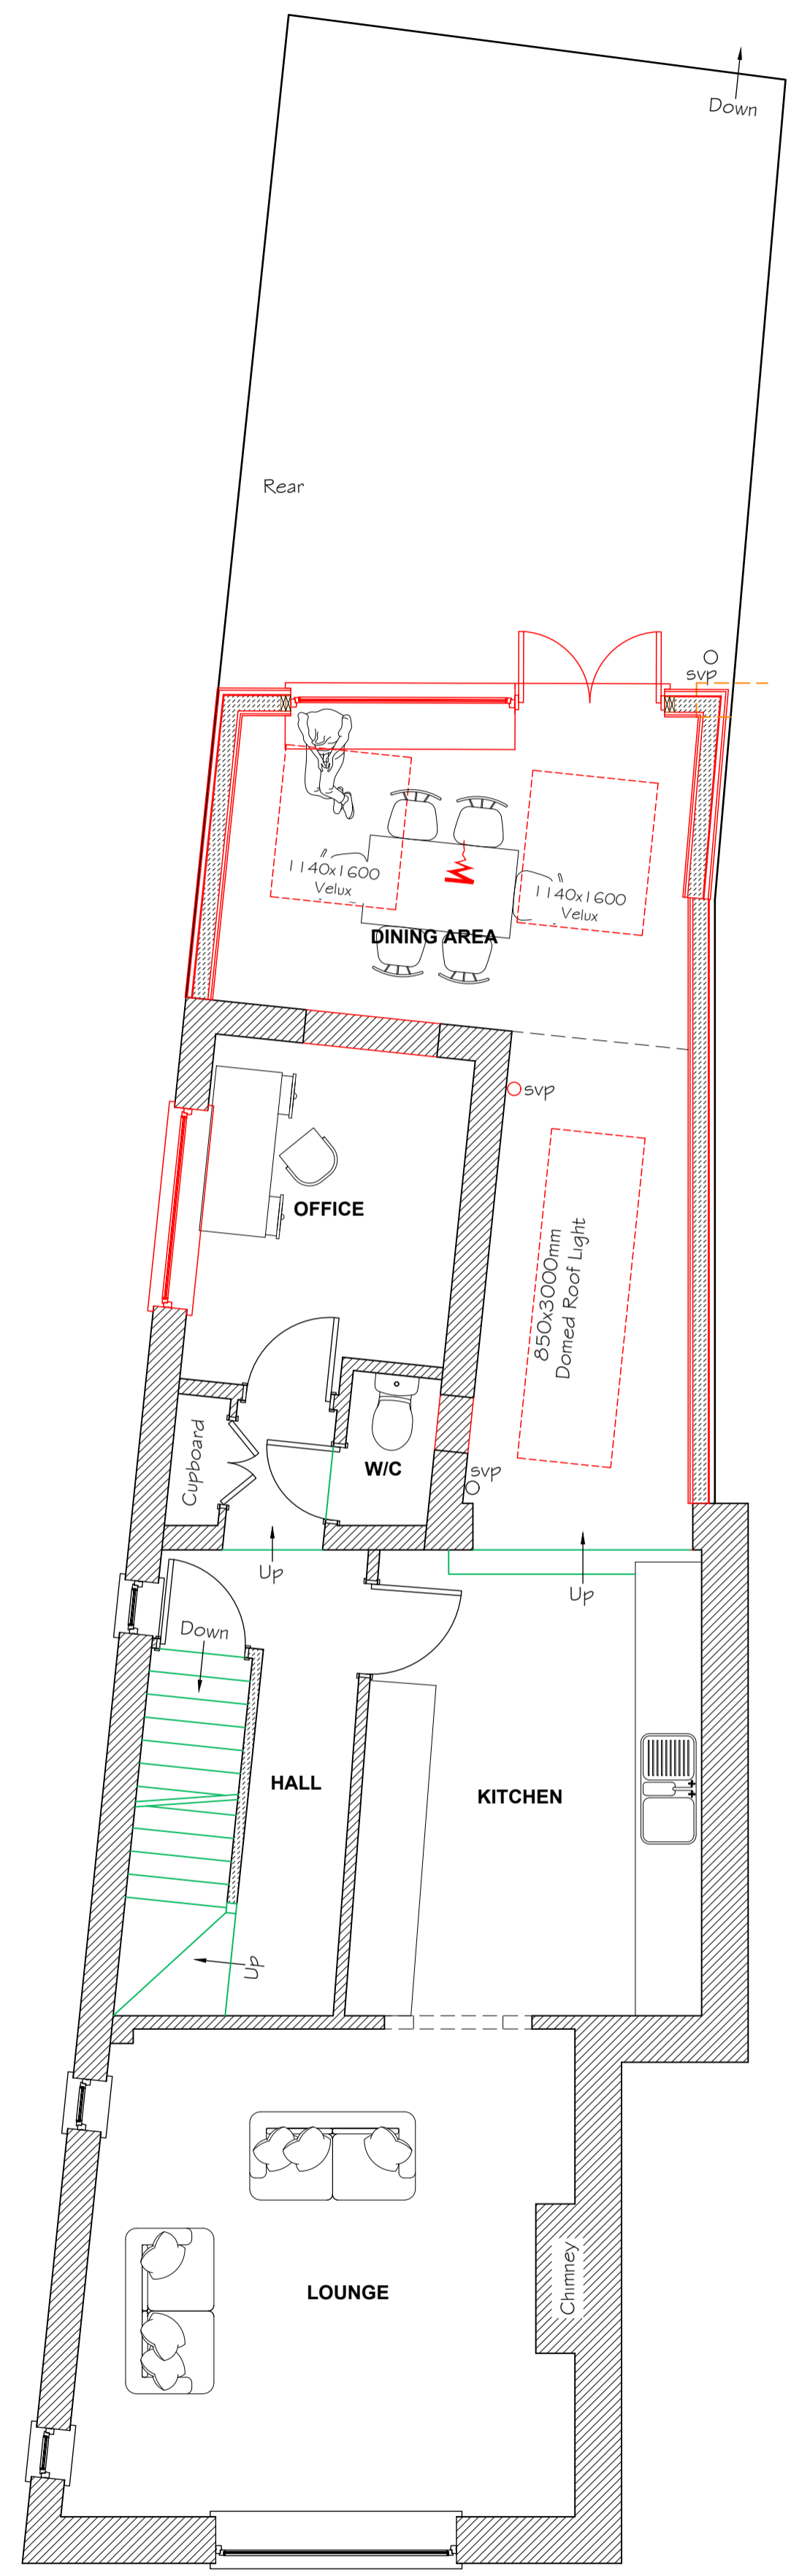 Down
Rear
svp
1140x1600
Velux
1140x1600
Velux
DINING AREA
svp
OFFICE
850x3000mm
Domed Roof Light
Cupboard
W/C
svp
Up
Up
Down
HALL
KITCHEN
Up
LOUNGE
Chimney